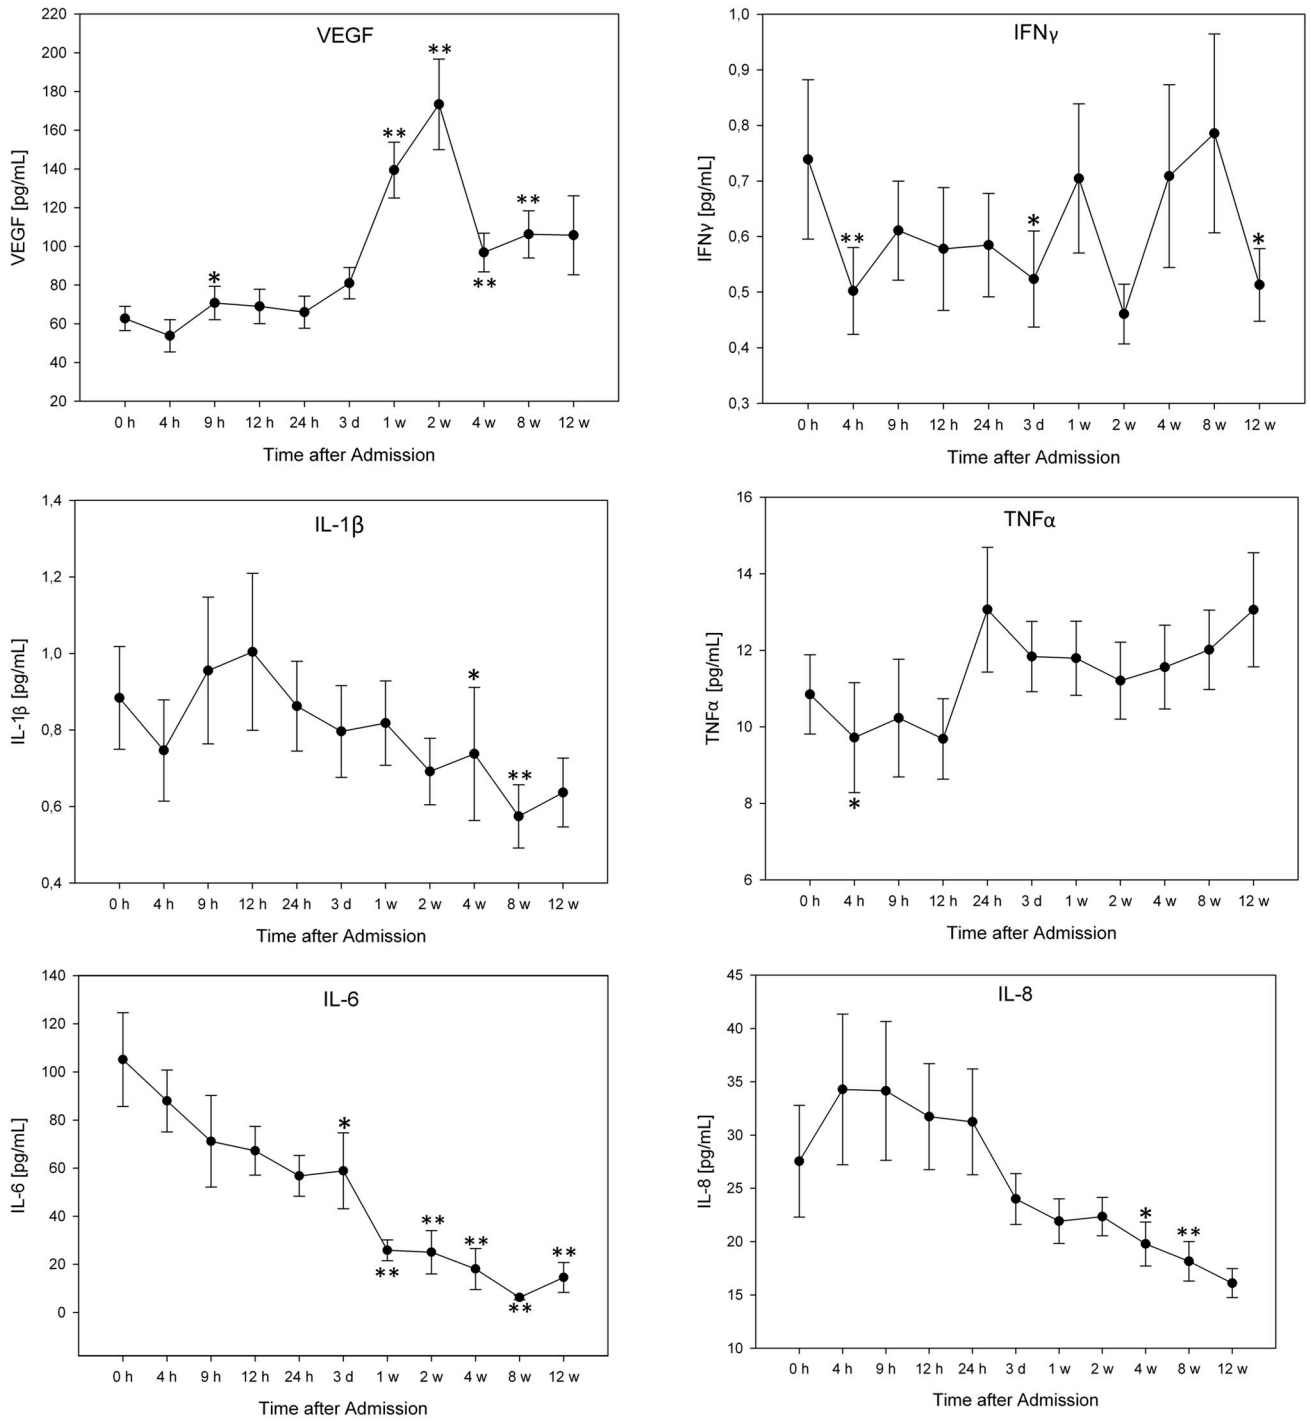 VEGF
VEGF [pg/mL]
220
200
180
160
140
120
100
80
60
40
20
*
**
**
**
**
0 h 4 h 9 h 12 h 24 h 3 d 1 w 2 w 4 w 8 w 12 w
Time after Admission
IFNγ
IFNγ [pg/mL]
1,0
0,9
0,8
0,7
0,6
0,5
0,4
0,3
**
*
*
0 h 4 h 9 h 12 h 24 h 3 d 1 w 2 w 4 w 8 w 12 w
Time after Admission
IL-1β
IL-1β [pg/mL]
1,4
1,2
1,0
0,8
0,6
0,4
*
**
0 h 4 h 9 h 12 h 24 h 3 d 1 w 2 w 4 w 8 w 12 w
Time after Admission
TNFα
TNFα [pg/mL]
16
14
12
10
8
6
*
0 h 4 h 9 h 12 h 24 h 3 d 1 w 2 w 4 w 8 w 12 w
Time after Admission
IL-6
IL-6 [pg/mL]
140
120
100
80
60
40
20
0
*
**
**
**
**
**
0 h 4 h 9 h 12 h 24 h 3 d 1 w 2 w 4 w 8 w 12 w
Time after Admission
IL-8
IL-8 [pg/mL]
45
40
35
30
25
20
15
10
*
**
0 h 4 h 9 h 12 h 24 h 3 d 1 w 2 w 4 w 8 w 12 w
Time after Admission